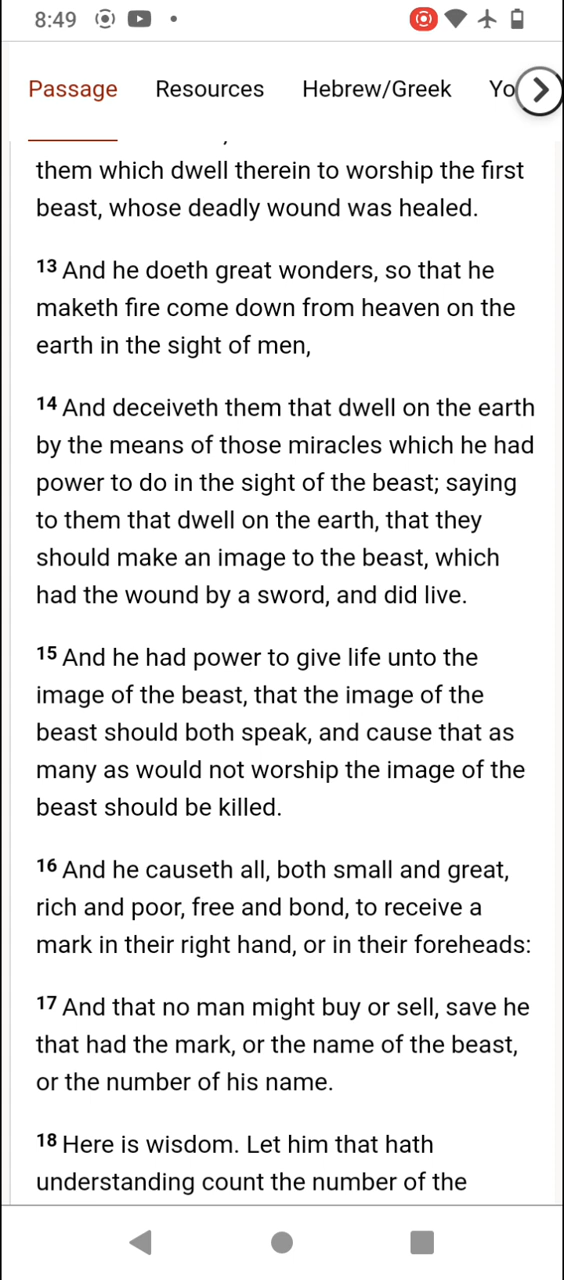 8:49
Passage Resources Hebrew/Greek Yo
them which dwell therein to worship the first
beast, whose deadly wound was healed.
13 And he doeth great wonders, so that he
maketh fire come down from heaven on the
earth in the sight of men,
14 And deceiveth them that dwell on the earth
by the means of those miracles which he had
power to do in the sight of the beast; saying
to them that dwell on the earth, that they
should make an image to the beast, which
had the wound by a sword, and did live.
15 And he had power to give life unto the
image of the beast, that the image of the
beast should both speak, and cause that as
many as would not worship the image of the
beast should be killed.
16 And he causeth all, both small and great,
rich and poor, free and bond, to receive a
mark in their right hand, or in their foreheads:
17 And that no man might buy or sell, save he
that had the mark, or the name of the beast,
or the number of his name.
18 Here is wisdom. Let him that hath
understanding count the number of the